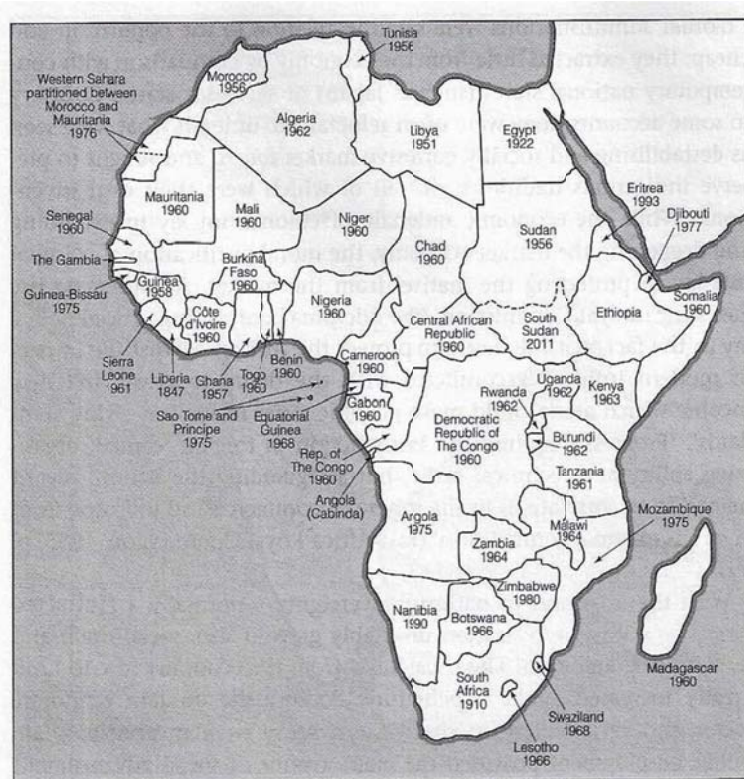 Tunisa
1956
Morocco
1956
Western Sahara
partitioned between
Morocco and
Mauritania
1976
Algeria
1962
Libya
1951
Egypt
1922
Mauritania
1960
Mali
1960
Niger
1960
Chad
1960
Sudan
1956
Eritrea
1993
Djibouti
1977
Senegal
1960
The Gambia
Guinea-Bissau
1975
Guinea
1958
Burkina
Faso
1960
Côte
d'Ivoire
1960
Nigeria
1960
Central African
Republic
1960
South
Sudan
2011
Ethiopia
Somalia
1960
Sierra
Leone
1961
Liberia
1847
Ghana
1957
Togo
1960
Benin
1960
Cameroon
1960
Sao Tome and
Principe
1975
Equatorial
Guinea
1968
Gabon
1960
Rep. of
The Congo
1960
Democratic
Republic of
The Congo
1960
Uganda
1962
Kenya
1963
Rwanda
1962
Burundi
1962
Tanzania
1961
Angola
(Cabinda)
Argola
1975
Zambia
1964
Malawi
1964
Mozambique
1975
Zimbabwe
1980
Nanibia
1990
Botswana
1966
Madagascar
1960
South
Africa
1910
Swaziland
1968
Lesotho
1966